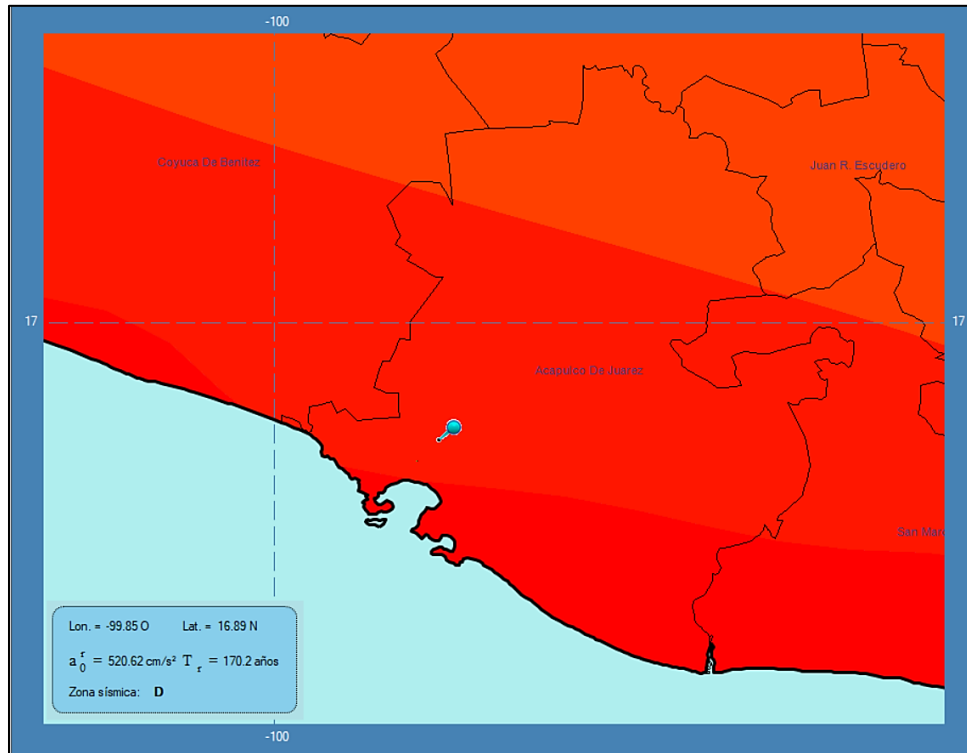 -100
Coyuca De Benitez
Juan R. Escudero
17
17
Acapulco De Juarez
San Marc
Lon. = -99.85 O Lat. = 16.89 N
a r 0 = 520.62 cm/s² T r = 170.2 años
Zona sísmica: D
-100